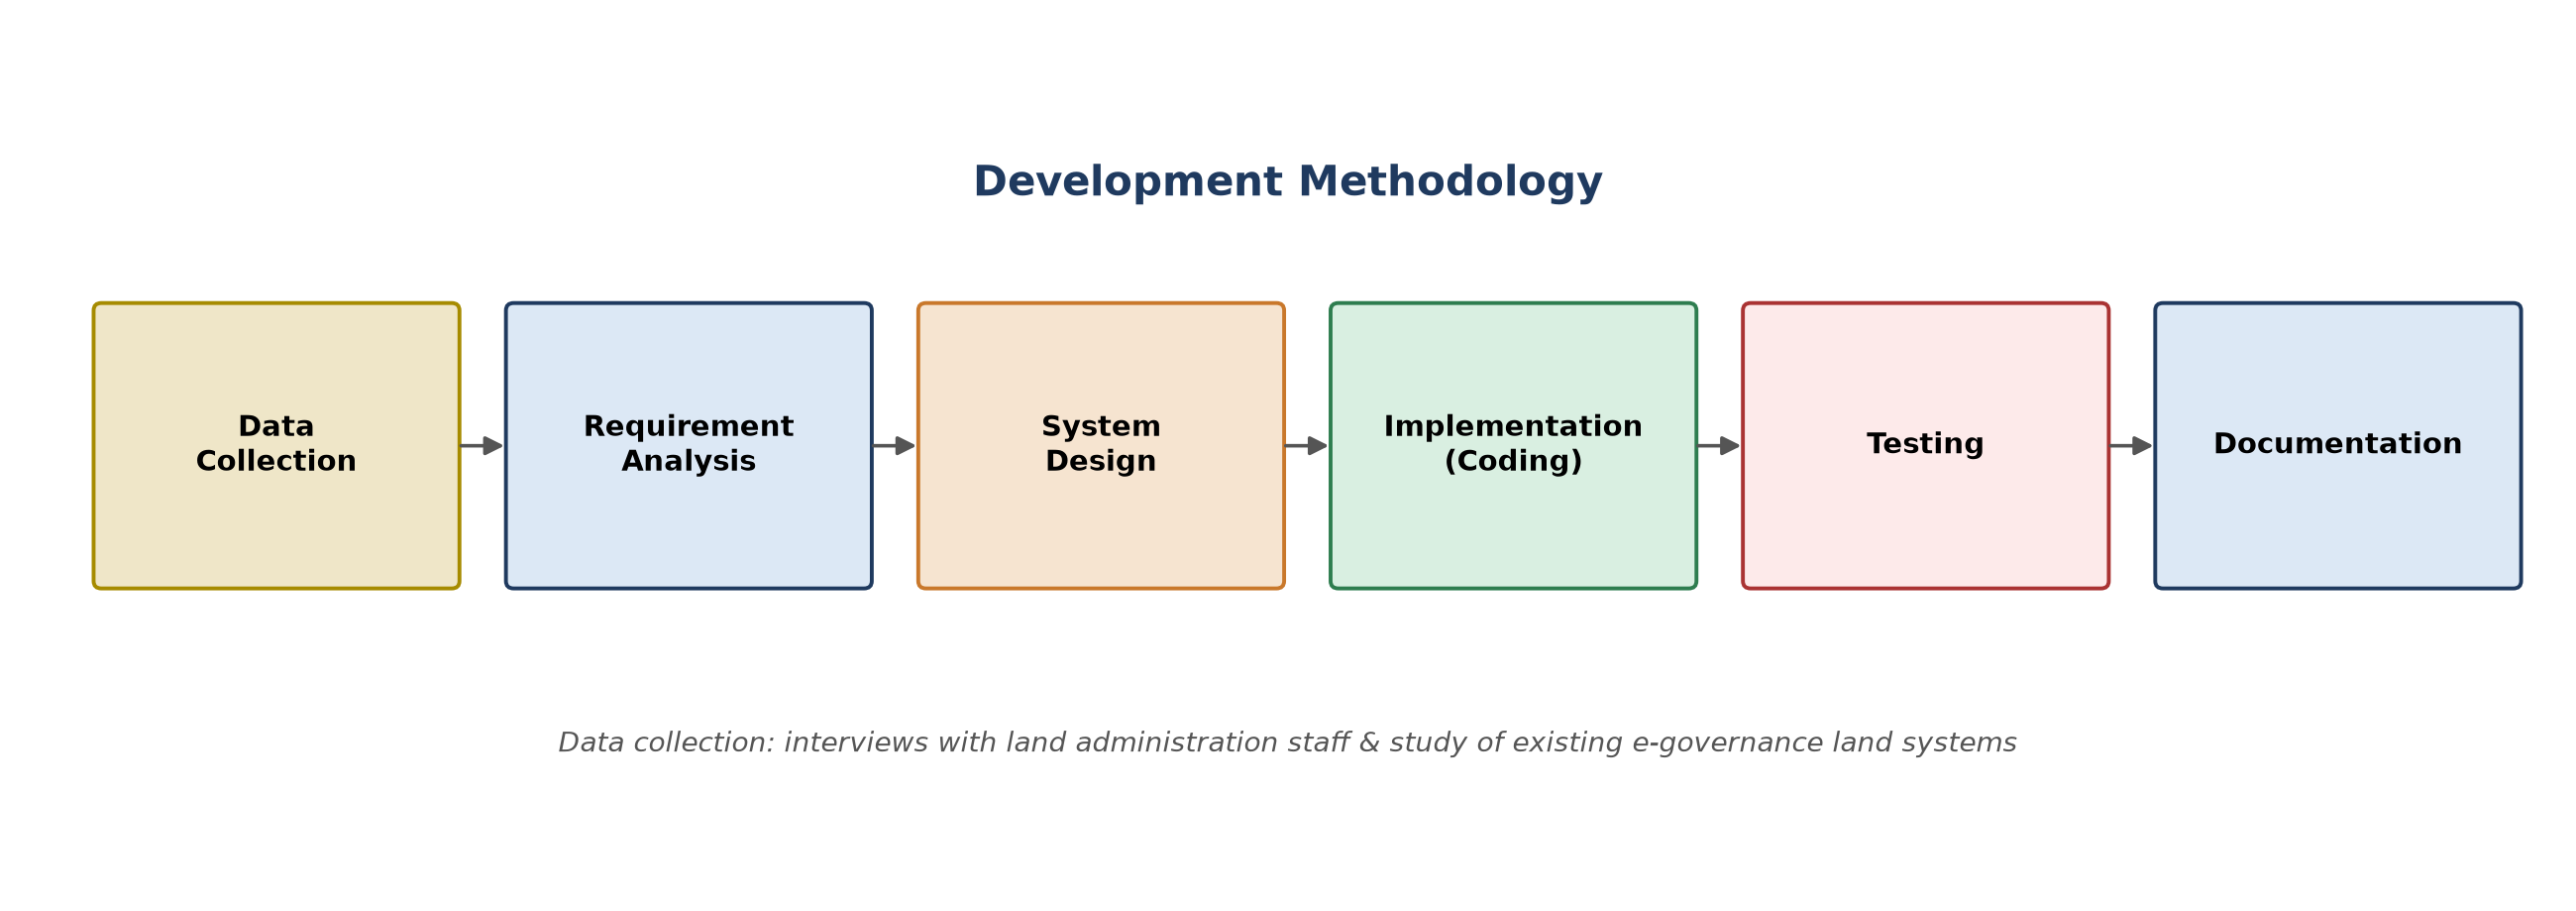 Development Methodology
Data
Collection
Requirement
Analysis
System
Design
Implementation
(Coding)
Testing
Documentation
Data collection: interviews with land administration staff & study of existing e-governance land systems